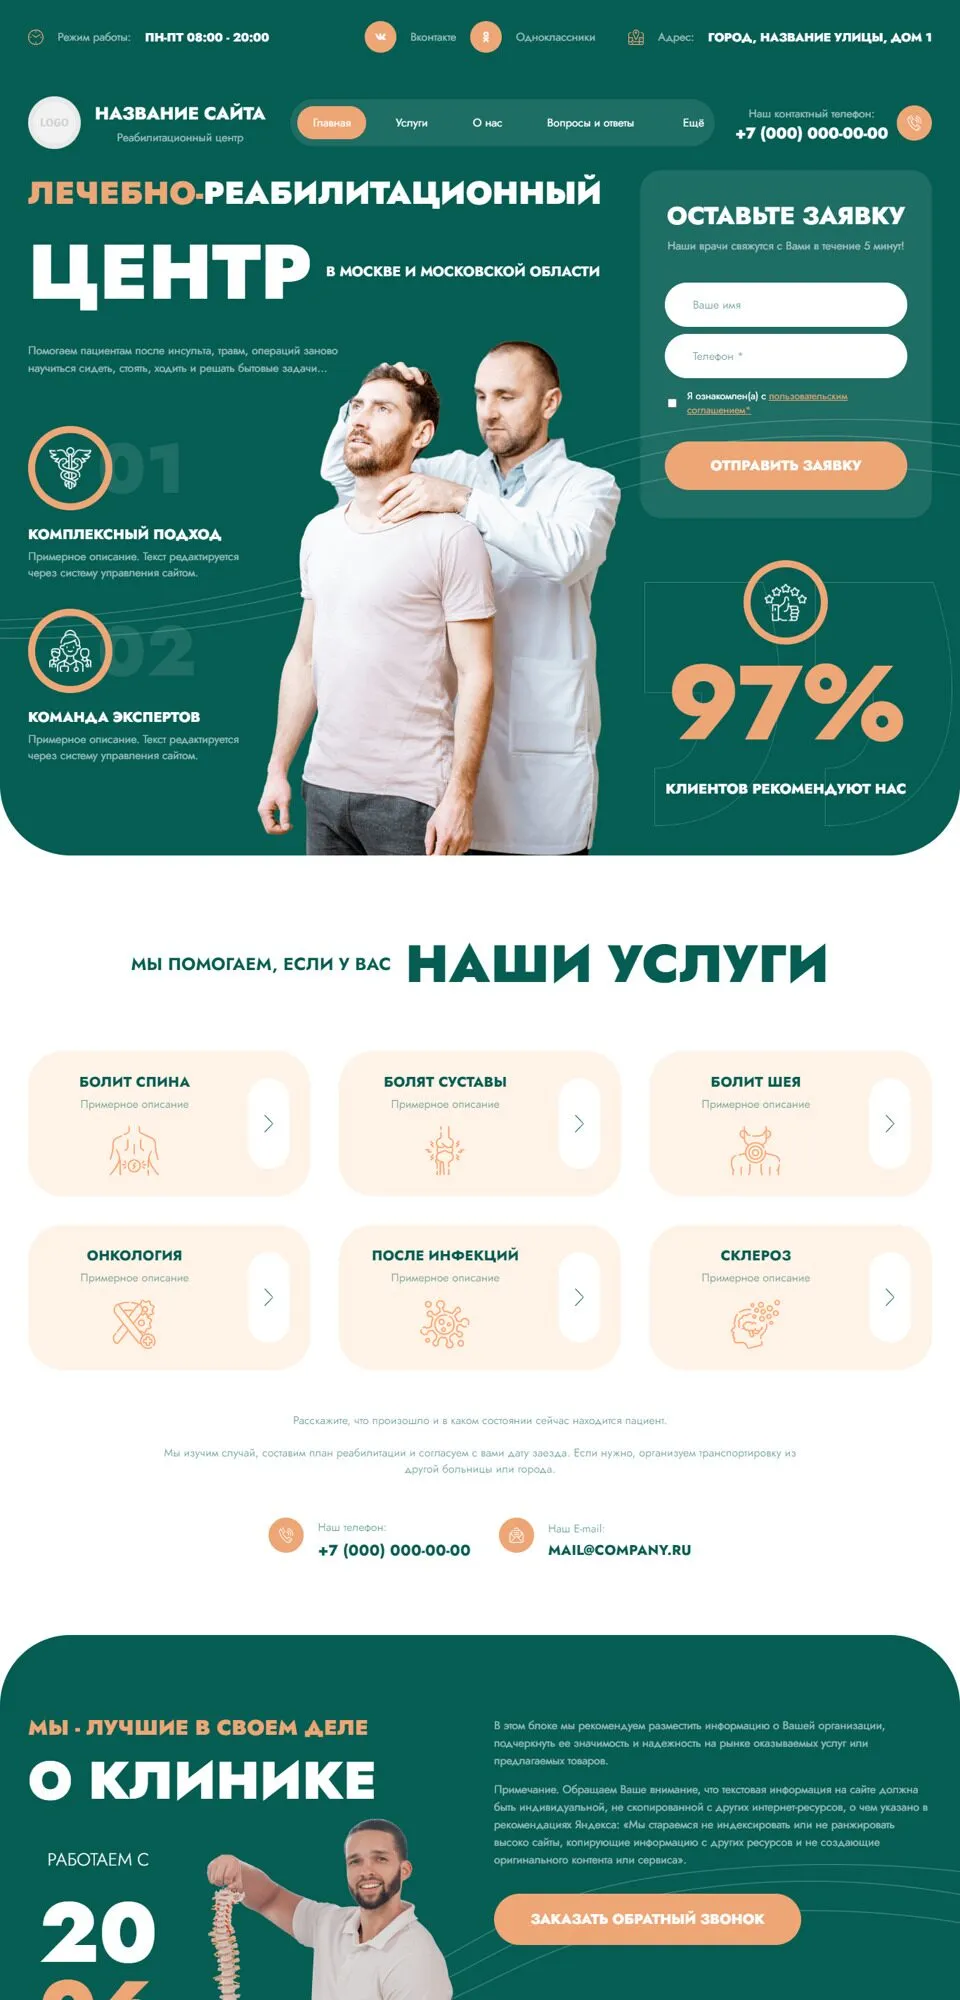 Режим работы: ПН-ПТ 08:00 - 20:00
Вконтакте
Одноклассники
Адрес: ГОРОД, НАЗВАНИЕ УЛИЦЫ, ДОМ 1
LOGO
НАЗВАНИЕ САЙТА
Реабилитационный центр
Главная
Услуги
О нас
Вопросы и ответы
Ещё
Наш контактный телефон:
+7 (000) 000-00-00
ЛЕЧЕБНО-РЕАБИЛИТАЦИОННЫЙ
ЦЕНТР В МОСКВЕ И МОСКОВСКОЙ ОБЛАСТИ
Помогаем пациентам после инсульта, травм, операций заново
научиться сидеть, стоять, ходить и решать бытовые задачи...
01
КОМПЛЕКСНЫЙ ПОДХОД
Примерное описание. Текст редактируется
через систему управления сайтом.
02
КОМАНДА ЭКСПЕРТОВ
Примерное описание. Текст редактируется
через систему управления сайтом.
ОСТАВЬТЕ ЗАЯВКУ
Наши врачи свяжутся с Вами в течение 5 минут!
Ваше имя
Телефон *
Я ознакомлен(а) с пользовательским
соглашением*
ОТПРАВИТЬ ЗАЯВКУ
97%
КЛИЕНТОВ РЕКОМЕНДУЮТ НАС
МЫ ПОМОГАЕМ, ЕСЛИ У ВАС НАШИ УСЛУГИ
БОЛИТ СПИНА
Примерное описание
БОЛЯТ СУСТАВЫ
Примерное описание
БОЛИТ ШЕЯ
Примерное описание
ОНКОЛОГИЯ
Примерное описание
ПОСЛЕ ИНФЕКЦИЙ
Примерное описание
СКЛЕРОЗ
Примерное описание
Расскажите, что произошло и в каком состоянии сейчас находится пациент.
Мы изучим случай, составим план реабилитации и согласуем с вами дату заезда. Если нужно, организуем транспортировку из
другой больницы или города.
Наш телефон:
+7 (000) 000-00-00
Наш E-mail:
MAIL@COMPANY.RU
МЫ - ЛУЧШИЕ В СВОЕМ ДЕЛЕ
О КЛИНИКЕ
РАБОТАЕМ С
20
В этом блоке мы рекомендуем разместить информацию о Вашей организации,
подчеркнуть ее значимость и надежность на рынке оказываемых услуг или
предлагаемых товаров.
Примечание. Обращаем Ваше внимание, что текстовая информация на сайте должна
быть индивидуальной, не скопированной с других интернет-ресурсов, о чем указано в
рекомендациях Яндекса: «Мы стараемся не индексировать или не ранжировать
высоко сайты, копирующие информацию с других ресурсов и не создающие
оригинального контента или сервиса».
ЗАКАЗАТЬ ОБРАТНЫЙ ЗВОНОК